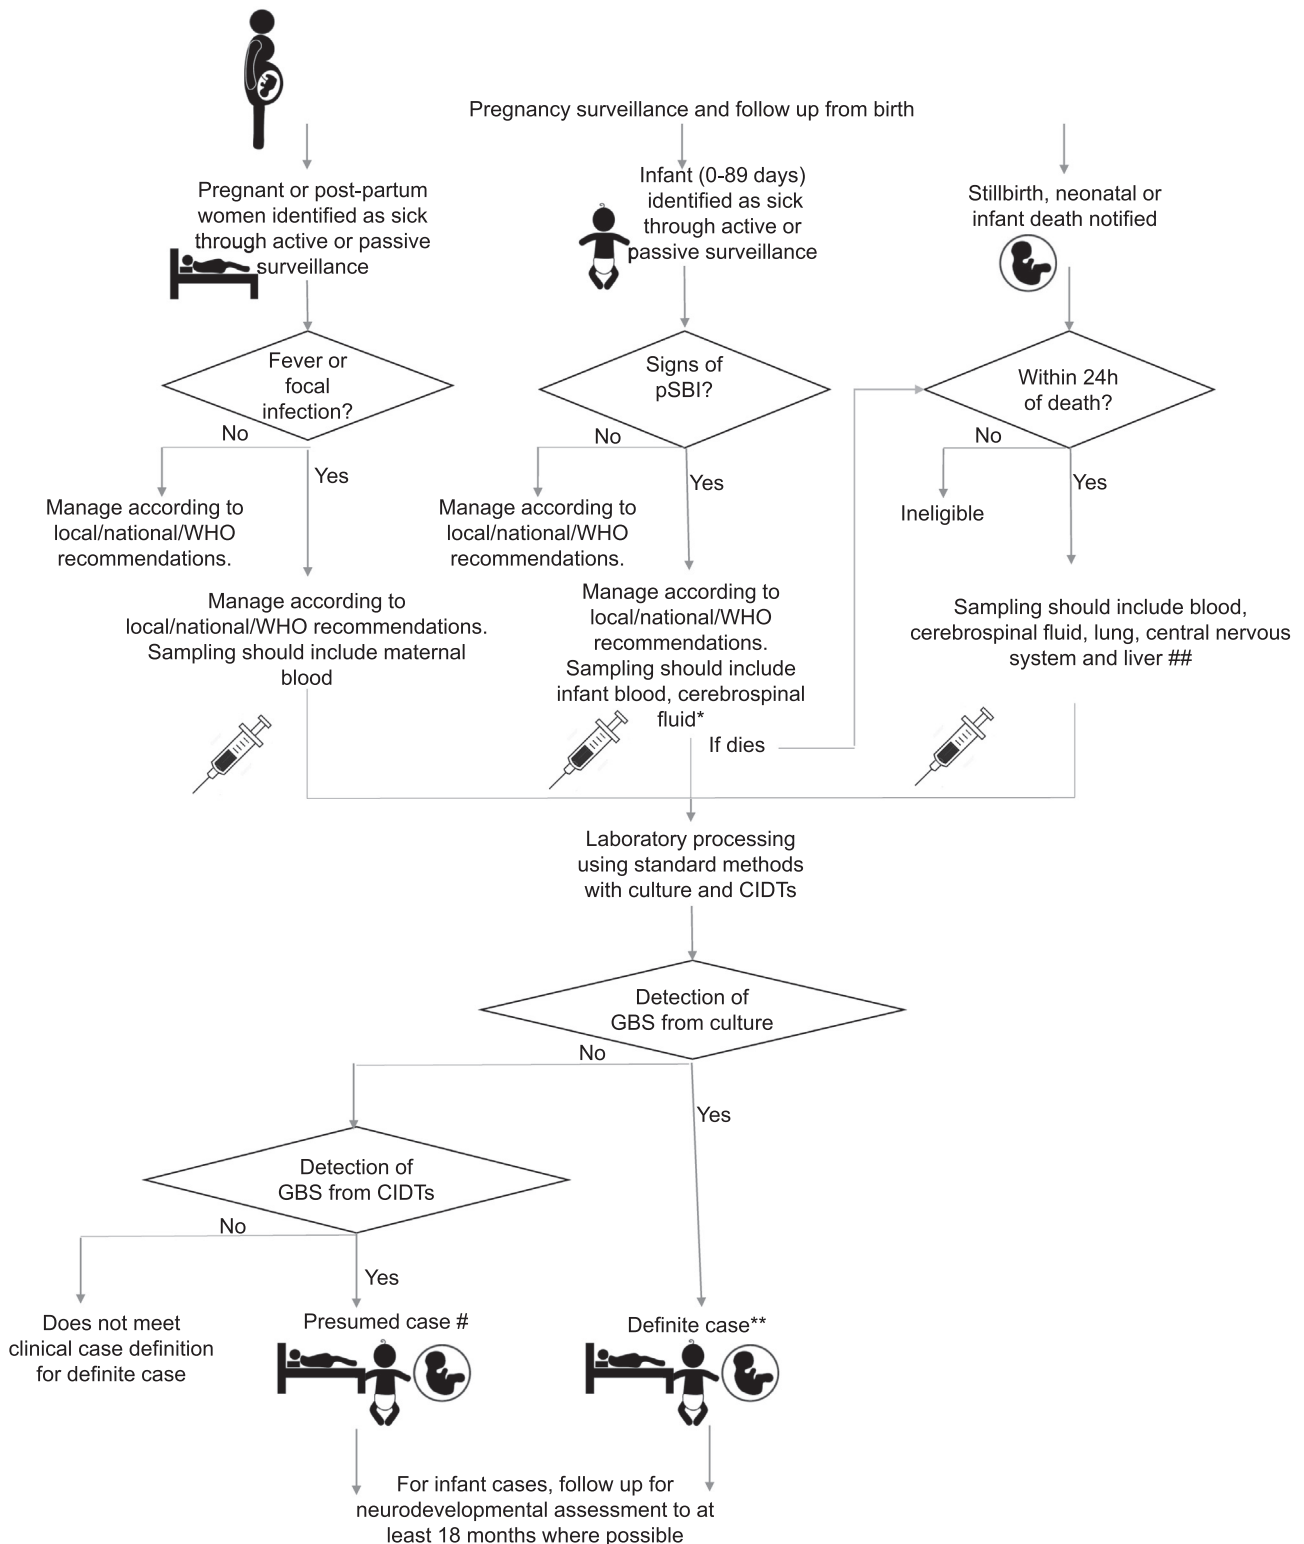 Pregnancy surveillance and follow up from birth
Pregnant or post-partum
women identified as sick
through active or passive
surveillance
Infant (0-89 days)
identified as sick
through active or
passive surveillance
Stillbirth, neonatal or
infant death notified
Fever or
focal
infection?
Signs of
pSBI?
Within 24h
of death?
No
Yes
No
Yes
No
Yes
Manage according to
local/national/WHO
recommendations.
Manage according to
local/national/WHO
recommendations.
Ineligible
Manage according to
local/national/WHO recommendations.
Sampling should include maternal
blood
Manage according to
local/national/WHO
recommendations.
Sampling should include
infant blood, cerebrospinal
fluid*
Sampling should include blood,
cerebrospinal fluid, lung, central nervous
system and liver ##
If dies
Laboratory processing
using standard methods
with culture and CIDTs
Detection of
GBS from culture
No
Yes
Detection of
GBS from CIDTs
No
Yes
Does not meet
clinical case definition
for definite case
Presumed case #
Definite case**
For infant cases, follow up for
neurodevelopmental assessment to at
least 18 months where possible